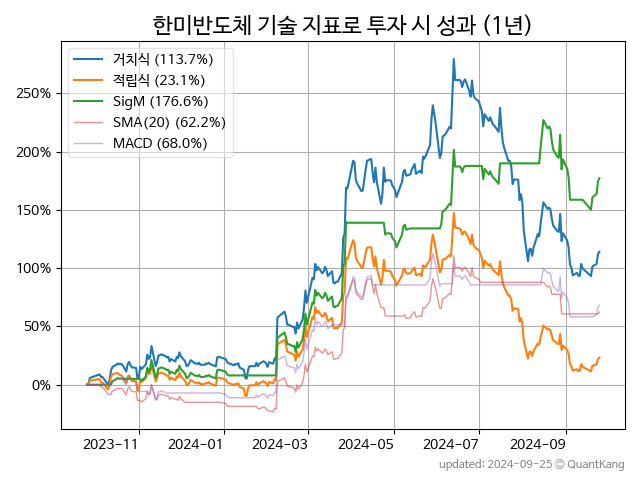 한미반도체 기술 지표로 투자 시 성과 (1년)
거치식 (113.7%)
적립식 (23.1%)
SigM (176.6%)
SMA(20) (62.2%)
MACD (68.0%)
250%
200%
150%
100%
50%
0%
2023-11 2024-01 2024-03 2024-05 2024-07 2024-09
updated: 2024-09-25 © QuantKang